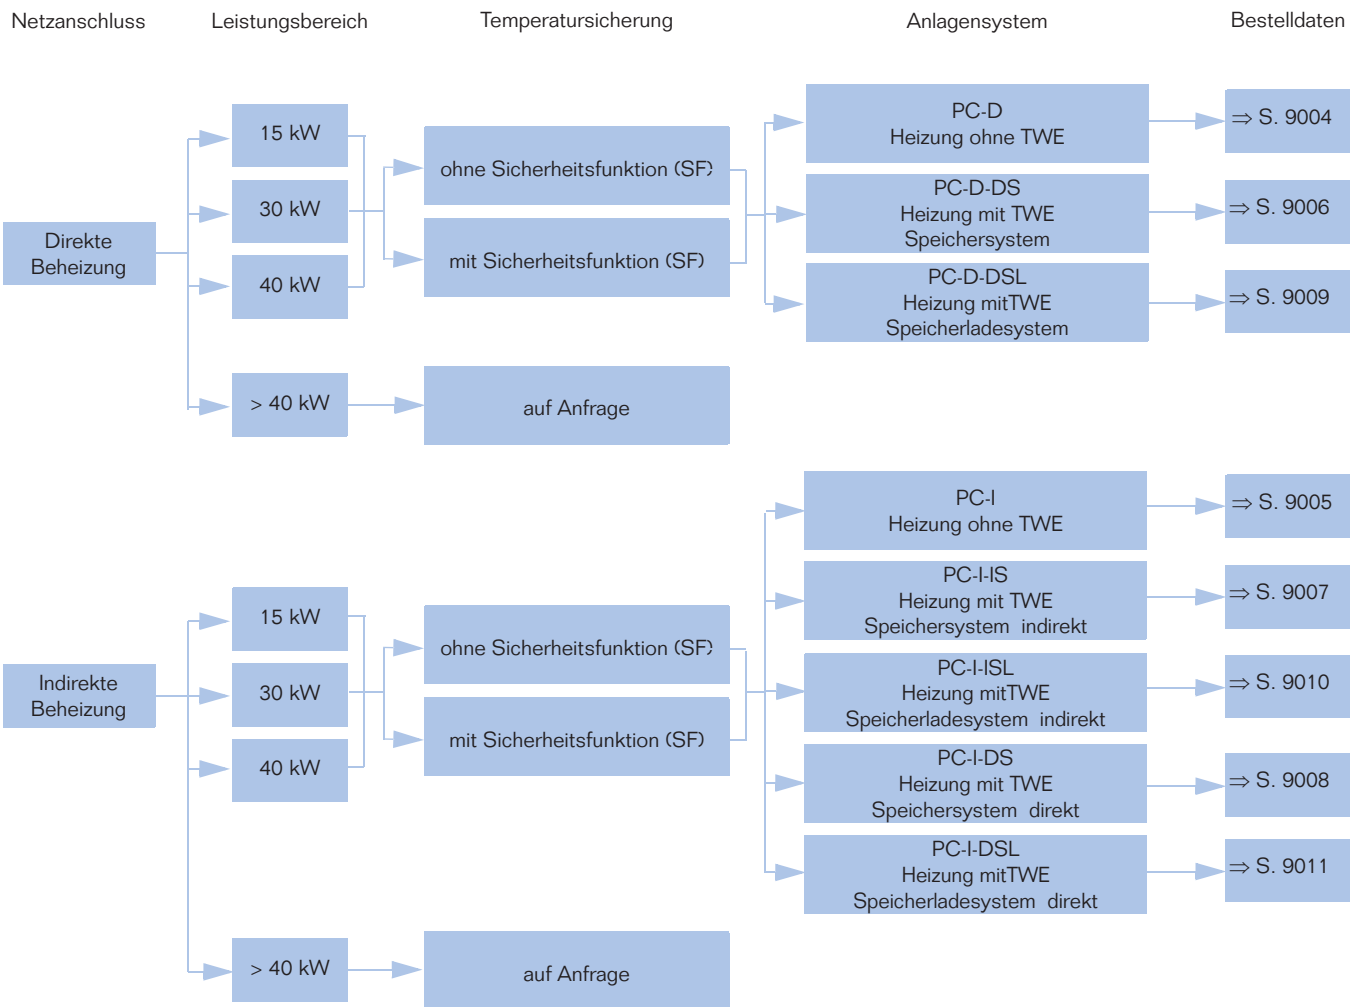 Netzanschluss Leistungsbereich Temperatursicherung Anlagensystem Bestelldaten
Direkte
Beheizung
15 kW
30 kW
40 kW
> 40 kW
ohne Sicherheitsfunktion (SF)
mit Sicherheitsfunktion (SF)
auf Anfrage
PC-D
Heizung ohne TWE
⇒ S. 9004
PC-D-DS
Heizung mit TWE
Speichersystem
⇒ S. 9006
PC-D-DSL
Heizung mitTWE
Speicherladesystem
⇒ S. 9009
Indirekte
Beheizung
15 kW
30 kW
40 kW
> 40 kW
ohne Sicherheitsfunktion (SF)
mit Sicherheitsfunktion (SF)
auf Anfrage
PC-I
Heizung ohne TWE
⇒ S. 9005
PC-I-IS
Heizung mit TWE
Speichersystem indirekt
⇒ S. 9007
PC-I-ISL
Heizung mitTWE
Speicherladesystem indirekt
⇒ S. 9010
PC-I-DS
Heizung mit TWE
Speichersystem direkt
⇒ S. 9008
PC-I-DSL
Heizung mitTWE
Speicherladesystem direkt
⇒ S. 9011